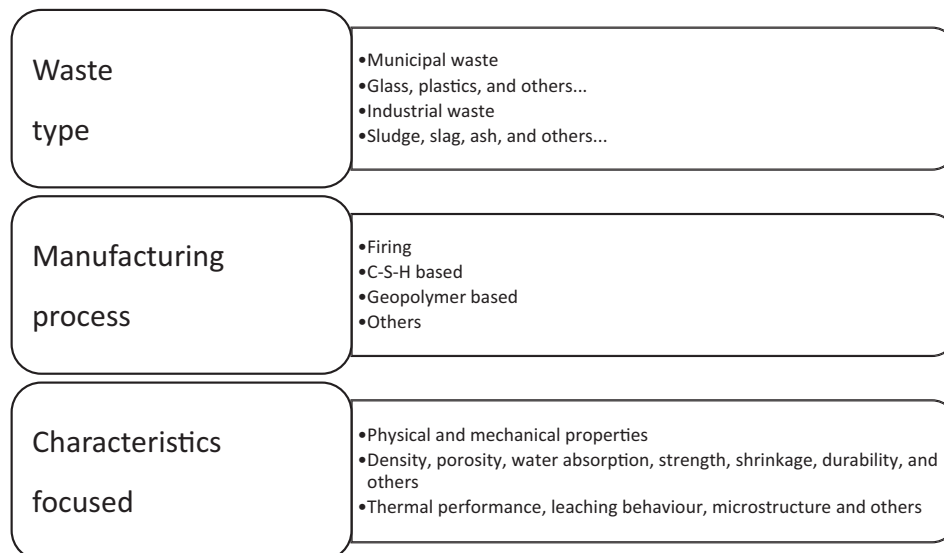 Waste
type
•Municipal waste
•Glass, plastics, and others...
•Industrial waste
•Sludge, slag, ash, and others...
Manufacturing
process
•Firing
•C-S-H based
•Geopolymer based
•Others
Characteristics
focused
•Physical and mechanical properties
•Density, porosity, water absorption, strength, shrinkage, durability, and
others
•Thermal performance, leaching behaviour, microstructure and others